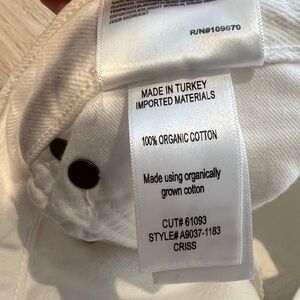 R/N#109670
MADE IN TURKEY
IMPORTED MATERIALS
100% ORGANIC COTTON
Made using organically
grown cotton
CUT# 61093
STYLE# A9037-1183
CRISS